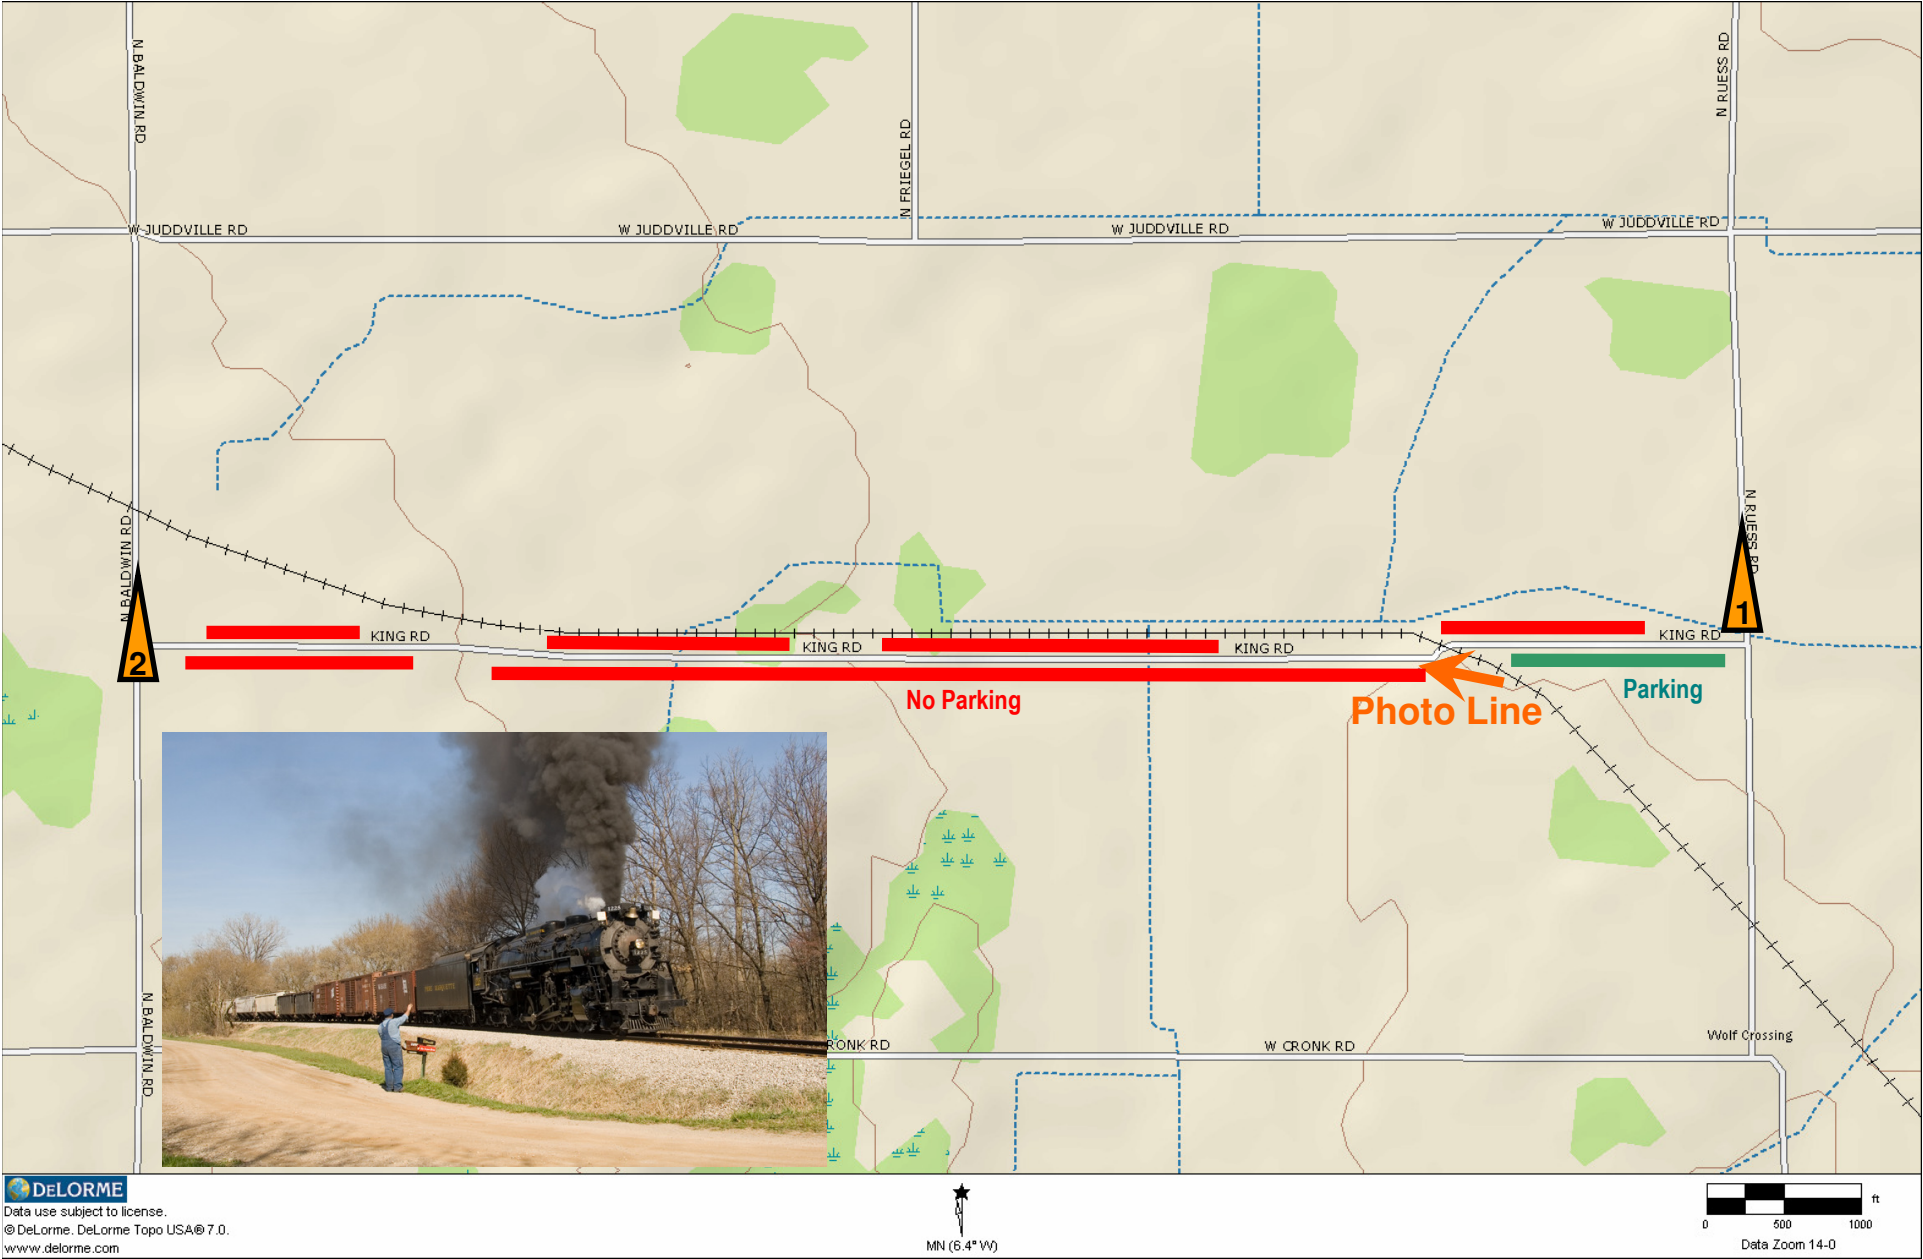 N BALDWIN RD
N FRIEGEL RD
N RUESS RD
W JUDDVILLE RD
W JUDDVILLE RD
W JUDDVILLE RD
W JUDDVILLE RD
N BALDWIN RD
N RUESS RD
2
1
KING RD
KING RD
KING RD
KING RD
No Parking
Photo Line
Parking
N BALDWIN RD
RONK RD
W CRONK RD
Wolf Crossing
1225
PERE MARQUETTE
DELORME
Data use subject to license.
© DeLorme. DeLorme Topo USA® 7.0.
www.delorme.com
MN (6.4° W)
ft
0 500 1000
Data Zoom 14-0